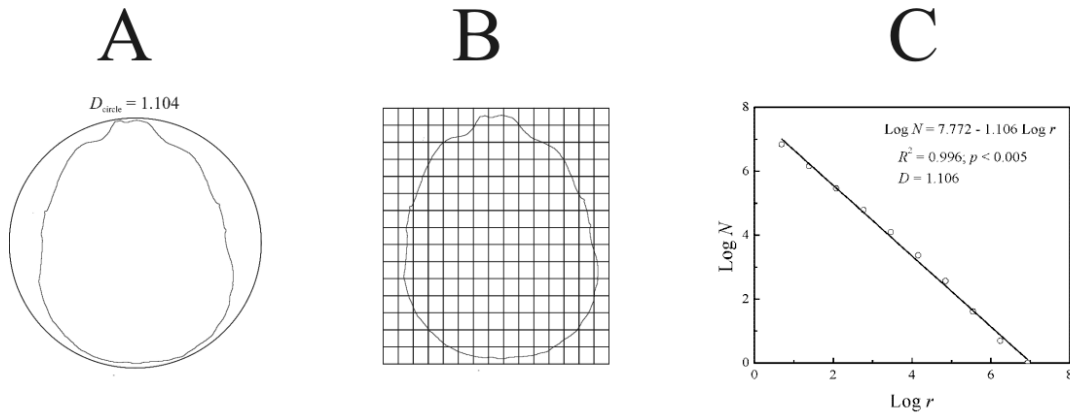 A
B
C
D_circle = 1.104
8
6
4
2
0
Log N
Log N = 7.772 - 1.106 Log r
R² = 0.996; p < 0.005
D = 1.106
0
2
4
6
8
Log r